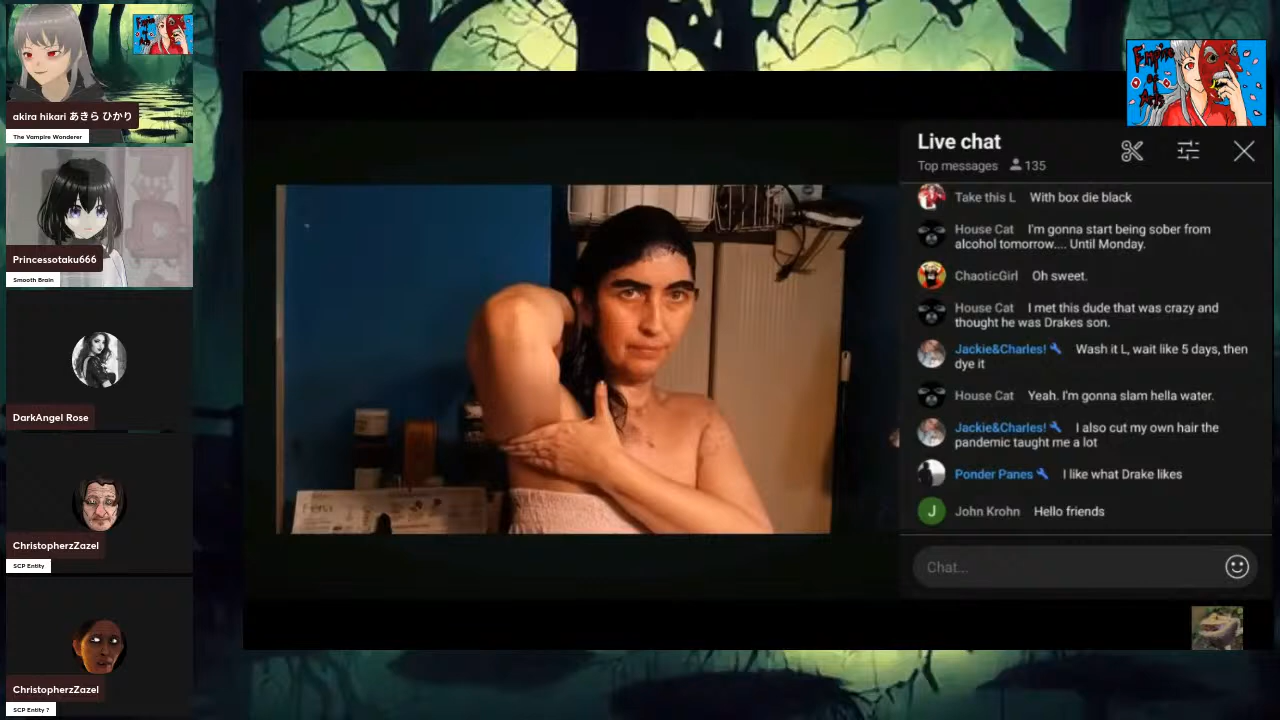 akira hikari あきら ひかり
The Vampire Wonderer
Princessotaku666
Smooth Brain
DarkAngel Rose
ChristopherzZazel
SCP Entity
ChristopherzZazel
SCP Entity ?
Empire
of
Arts
Live chat
Top messages 135
Take this L With box die black
House Cat I'm gonna start being sober from
alcohol tomorrow.... Until Monday.
ChaoticGirl Oh sweet.
House Cat I met this dude that was crazy and
thought he was Drakes son.
Jackie&Charles! Wash it L, wait like 5 days, then
dye it
House Cat Yeah. I'm gonna slam hella water.
Jackie&Charles! I also cut my own hair the
pandemic taught me a lot
Ponder Panes I like what Drake likes
J John Krohn Hello friends
Chat...